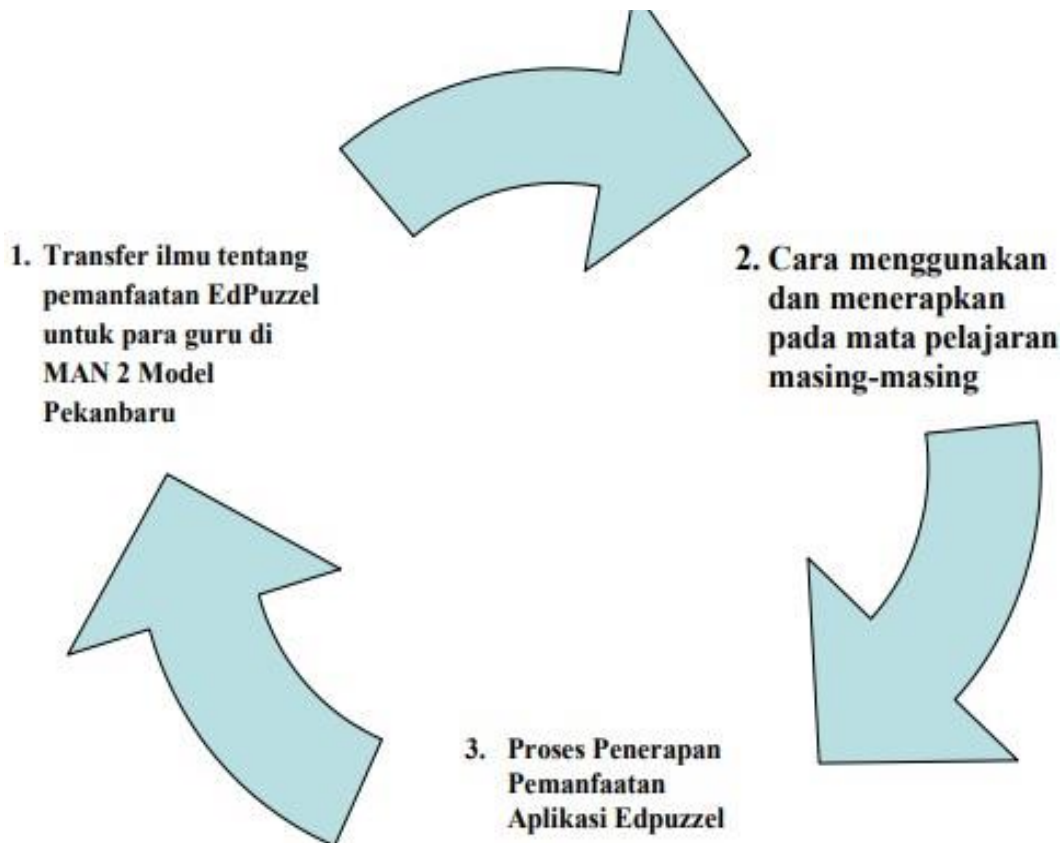 1. Transfer ilmu tentang
pemanfaatan EdPuzzel
untuk para guru di
MAN 2 Model
Pekanbaru
2. Cara menggunakan
dan menerapkan
pada mata pelajaran
masing-masing
3. Proses Penerapan
Pemanfaatan
Aplikasi Edpuzzel